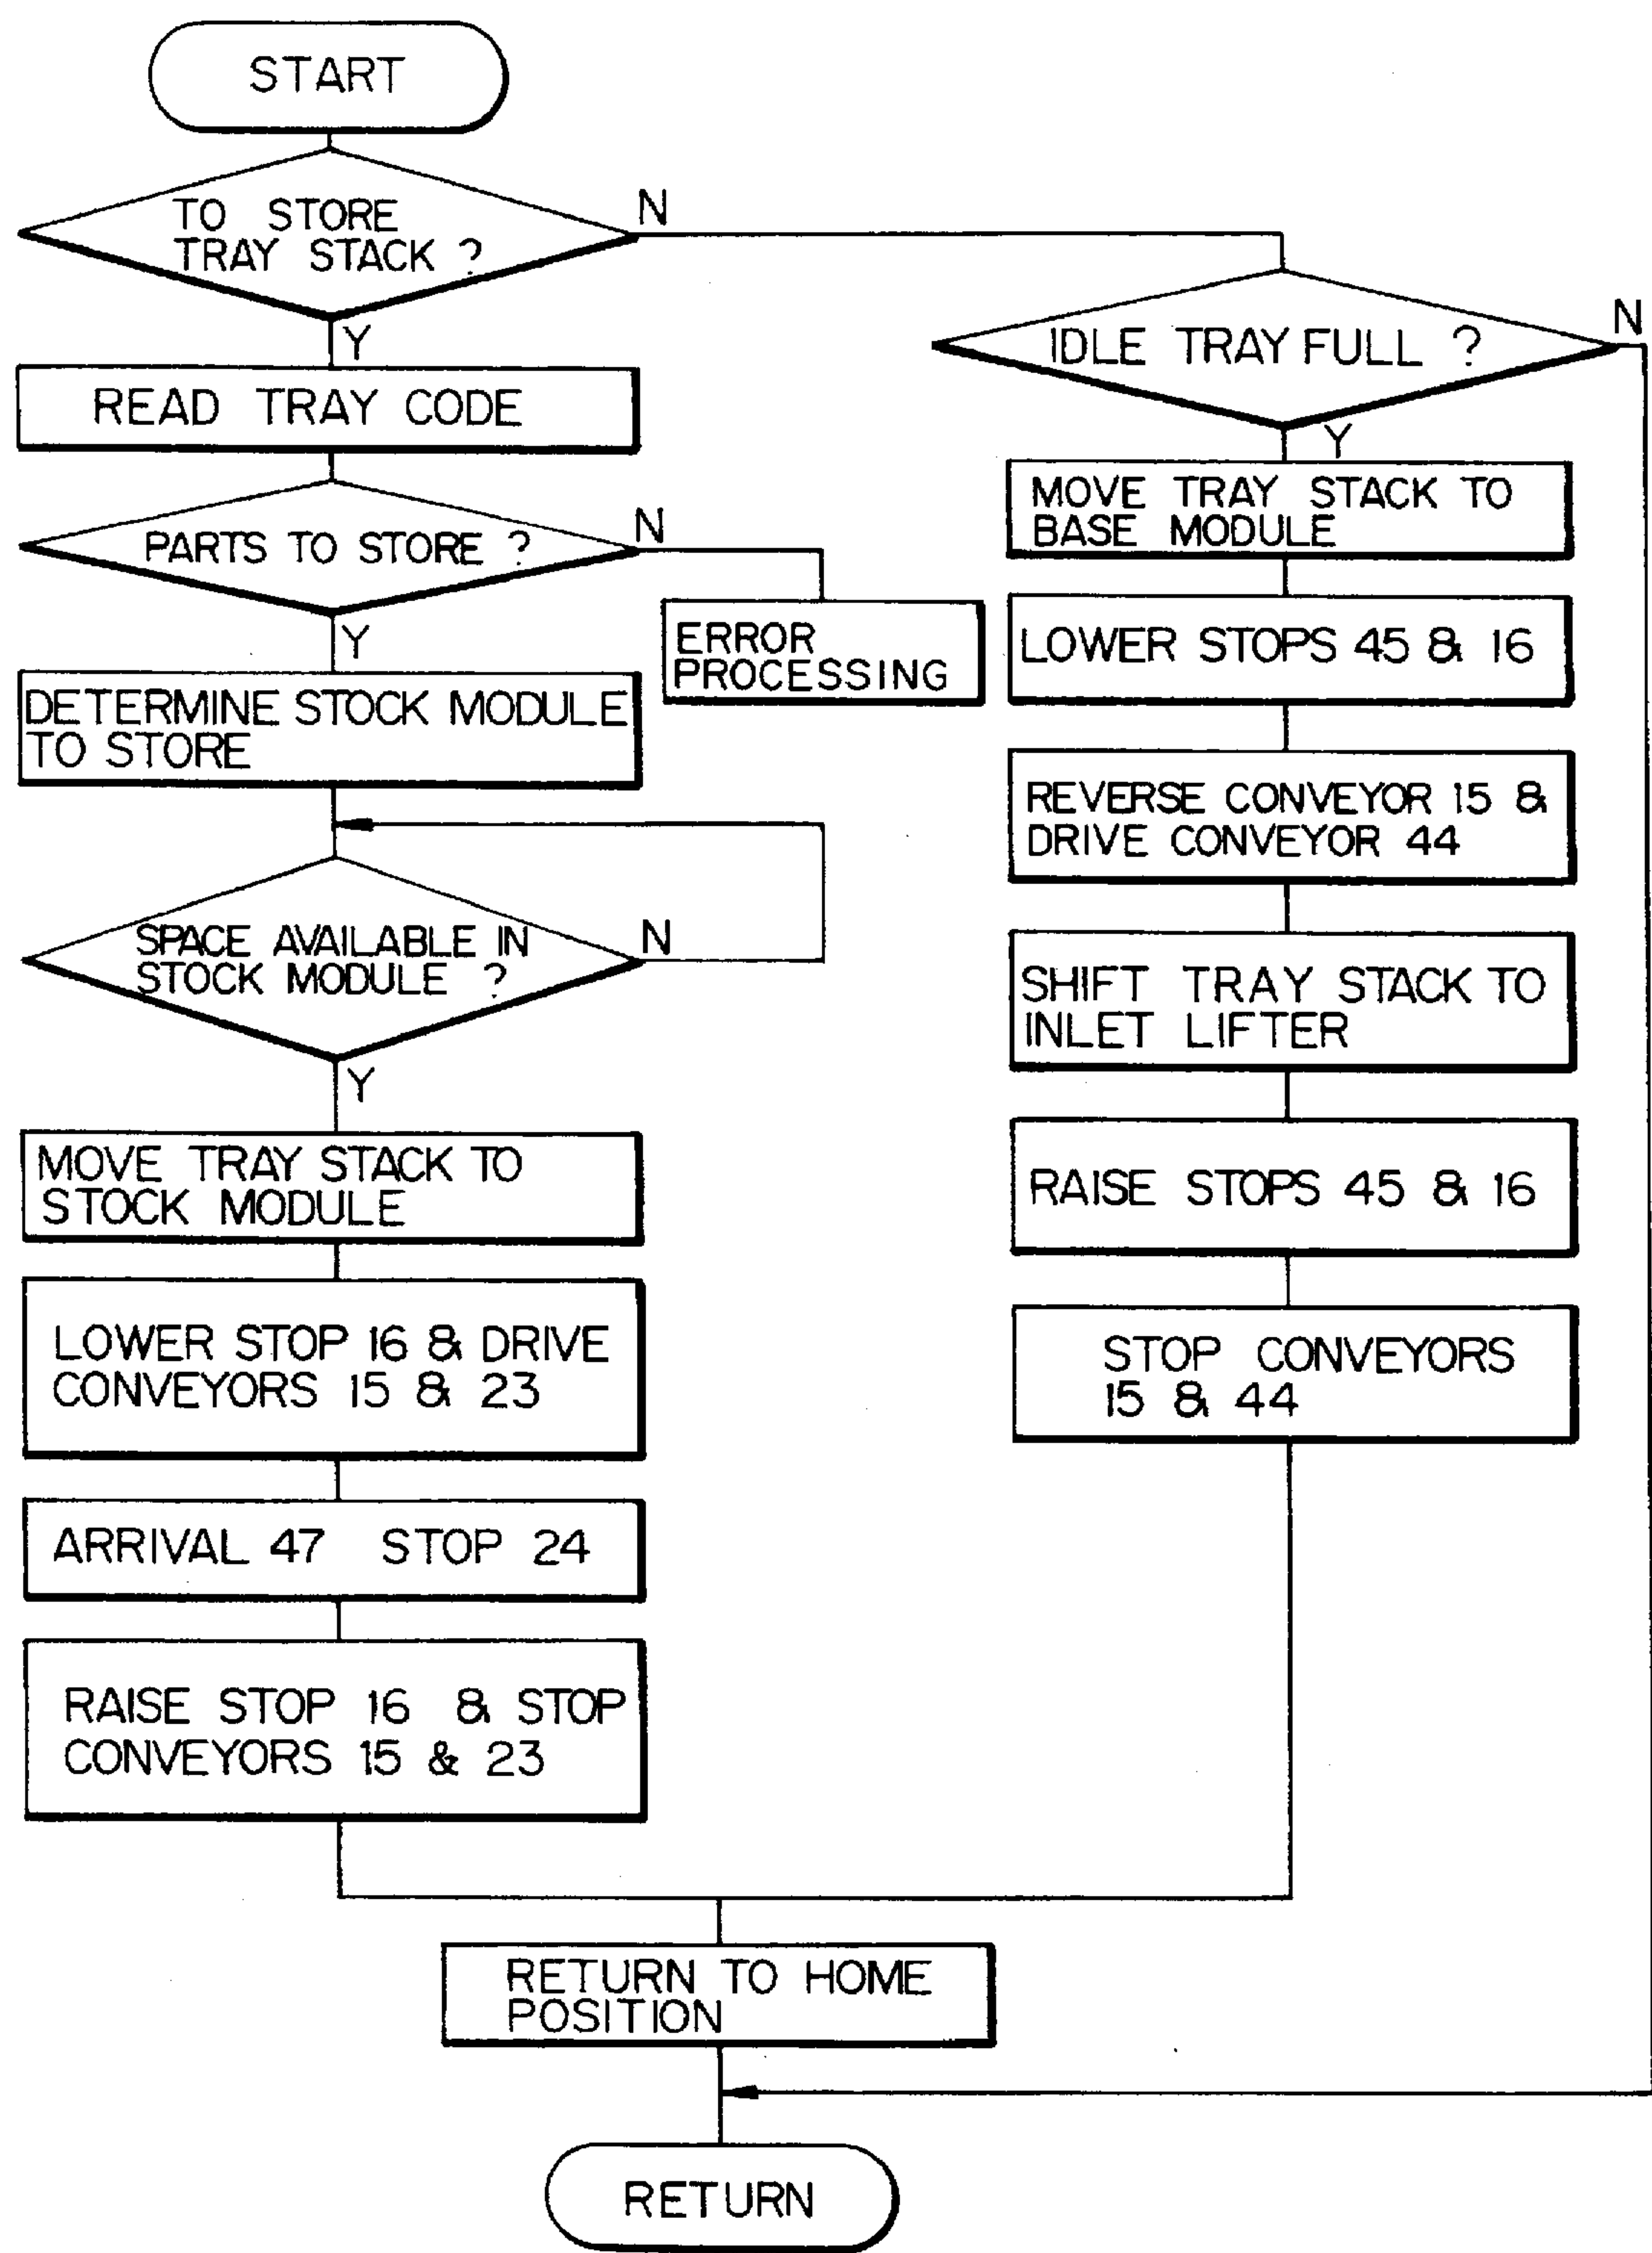 START
TO STORE
TRAY STACK ?
N
Y
READ TRAY CODE
PARTS TO STORE ?
N
Y
ERROR
PROCESSING
DETERMINE STOCK MODULE
TO STORE
SPACE AVAILABLE IN
STOCK MODULE ?
N
Y
MOVE TRAY STACK TO
STOCK MODULE
LOWER STOP 16 & DRIVE
CONVEYORS 15 & 23
ARRIVAL 47 STOP 24
RAISE STOP 16 & STOP
CONVEYORS 15 & 23
IDLE TRAY FULL ?
N
Y
MOVE TRAY STACK TO
BASE MODULE
LOWER STOPS 45 & 16
REVERSE CONVEYOR 15 &
DRIVE CONVEYOR 44
SHIFT TRAY STACK TO
INLET LIFTER
RAISE STOPS 45 & 16
STOP CONVEYORS
15 & 44
RETURN TO HOME
POSITION
RETURN